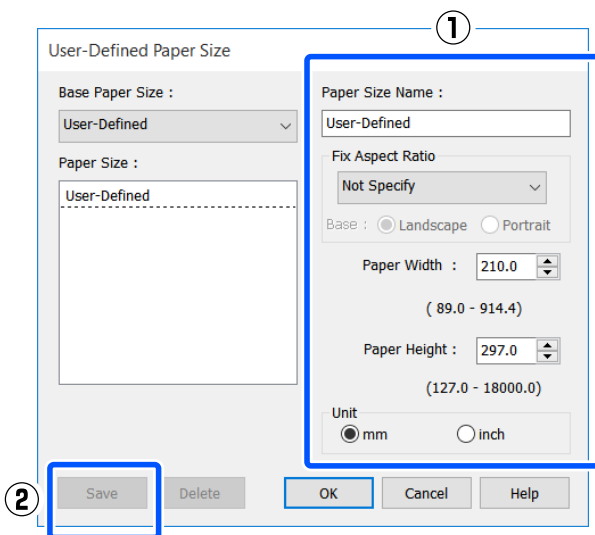 ①
User-Defined Paper Size
Base Paper Size :
User-Defined
Paper Size :
User-Defined
Paper Size Name :
User-Defined
Fix Aspect Ratio
Not Specify
Base : Landscape Portrait
Paper Width : 210.0
( 89.0 - 914.4)
Paper Height : 297.0
(127.0 - 18000.0)
Unit
mm inch
②
Save Delete OK Cancel Help